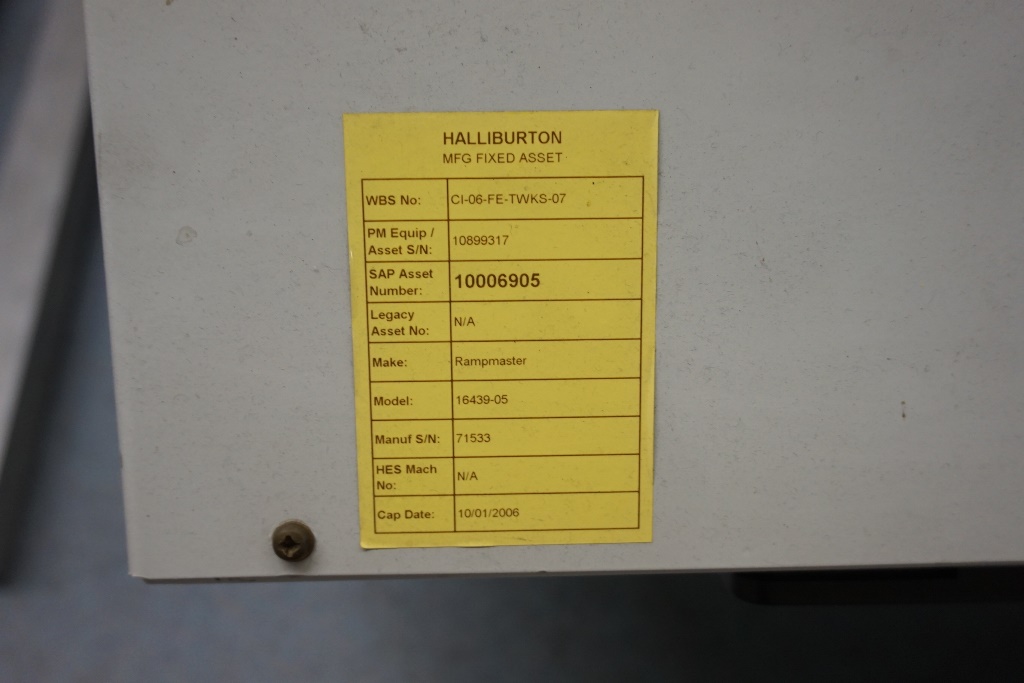 HALLIBURTON
MFG FIXED ASSET
WBS No: CI-06-FE-TWKS-07
PM Equip /
Asset S/N: 10899317
SAP Asset
Number: 10006905
Legacy
Asset No: N/A
Make: Rampmaster
Model: 16439-05
Manuf S/N: 71533
HES Mach
No: N/A
Cap Date: 10/01/2006